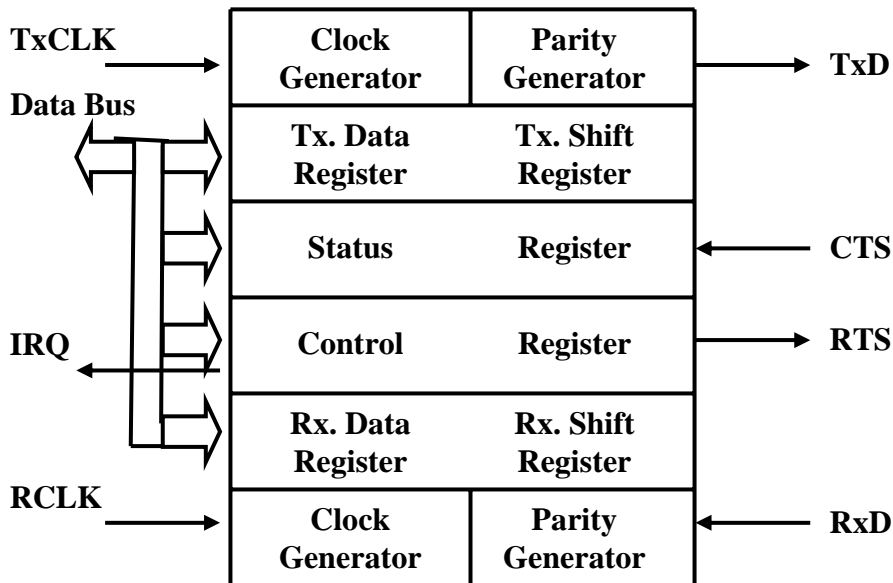 TxCLK
Clock
Generator
Parity
Generator
TxD
Data Bus
Tx. Data
Register
Tx. Shift
Register
Status
Register
CTS
IRQ
Control
Register
RTS
Rx. Data
Register
Rx. Shift
Register
RCLK
Clock
Generator
Parity
Generator
RxD